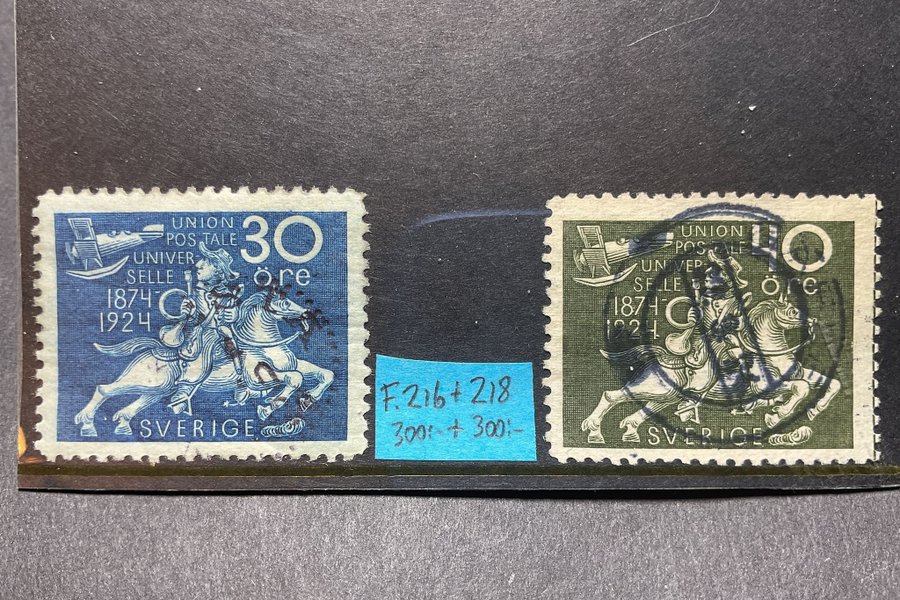 UNION
POSTALE
UNIVER
SELLE
1874-
1924
30
öre
SVERIGE
F.216 + 218
300:- + 300:-
UNION
POSTALE
UNIVER
SELLE
1874-
1924
öre
SVERIGE